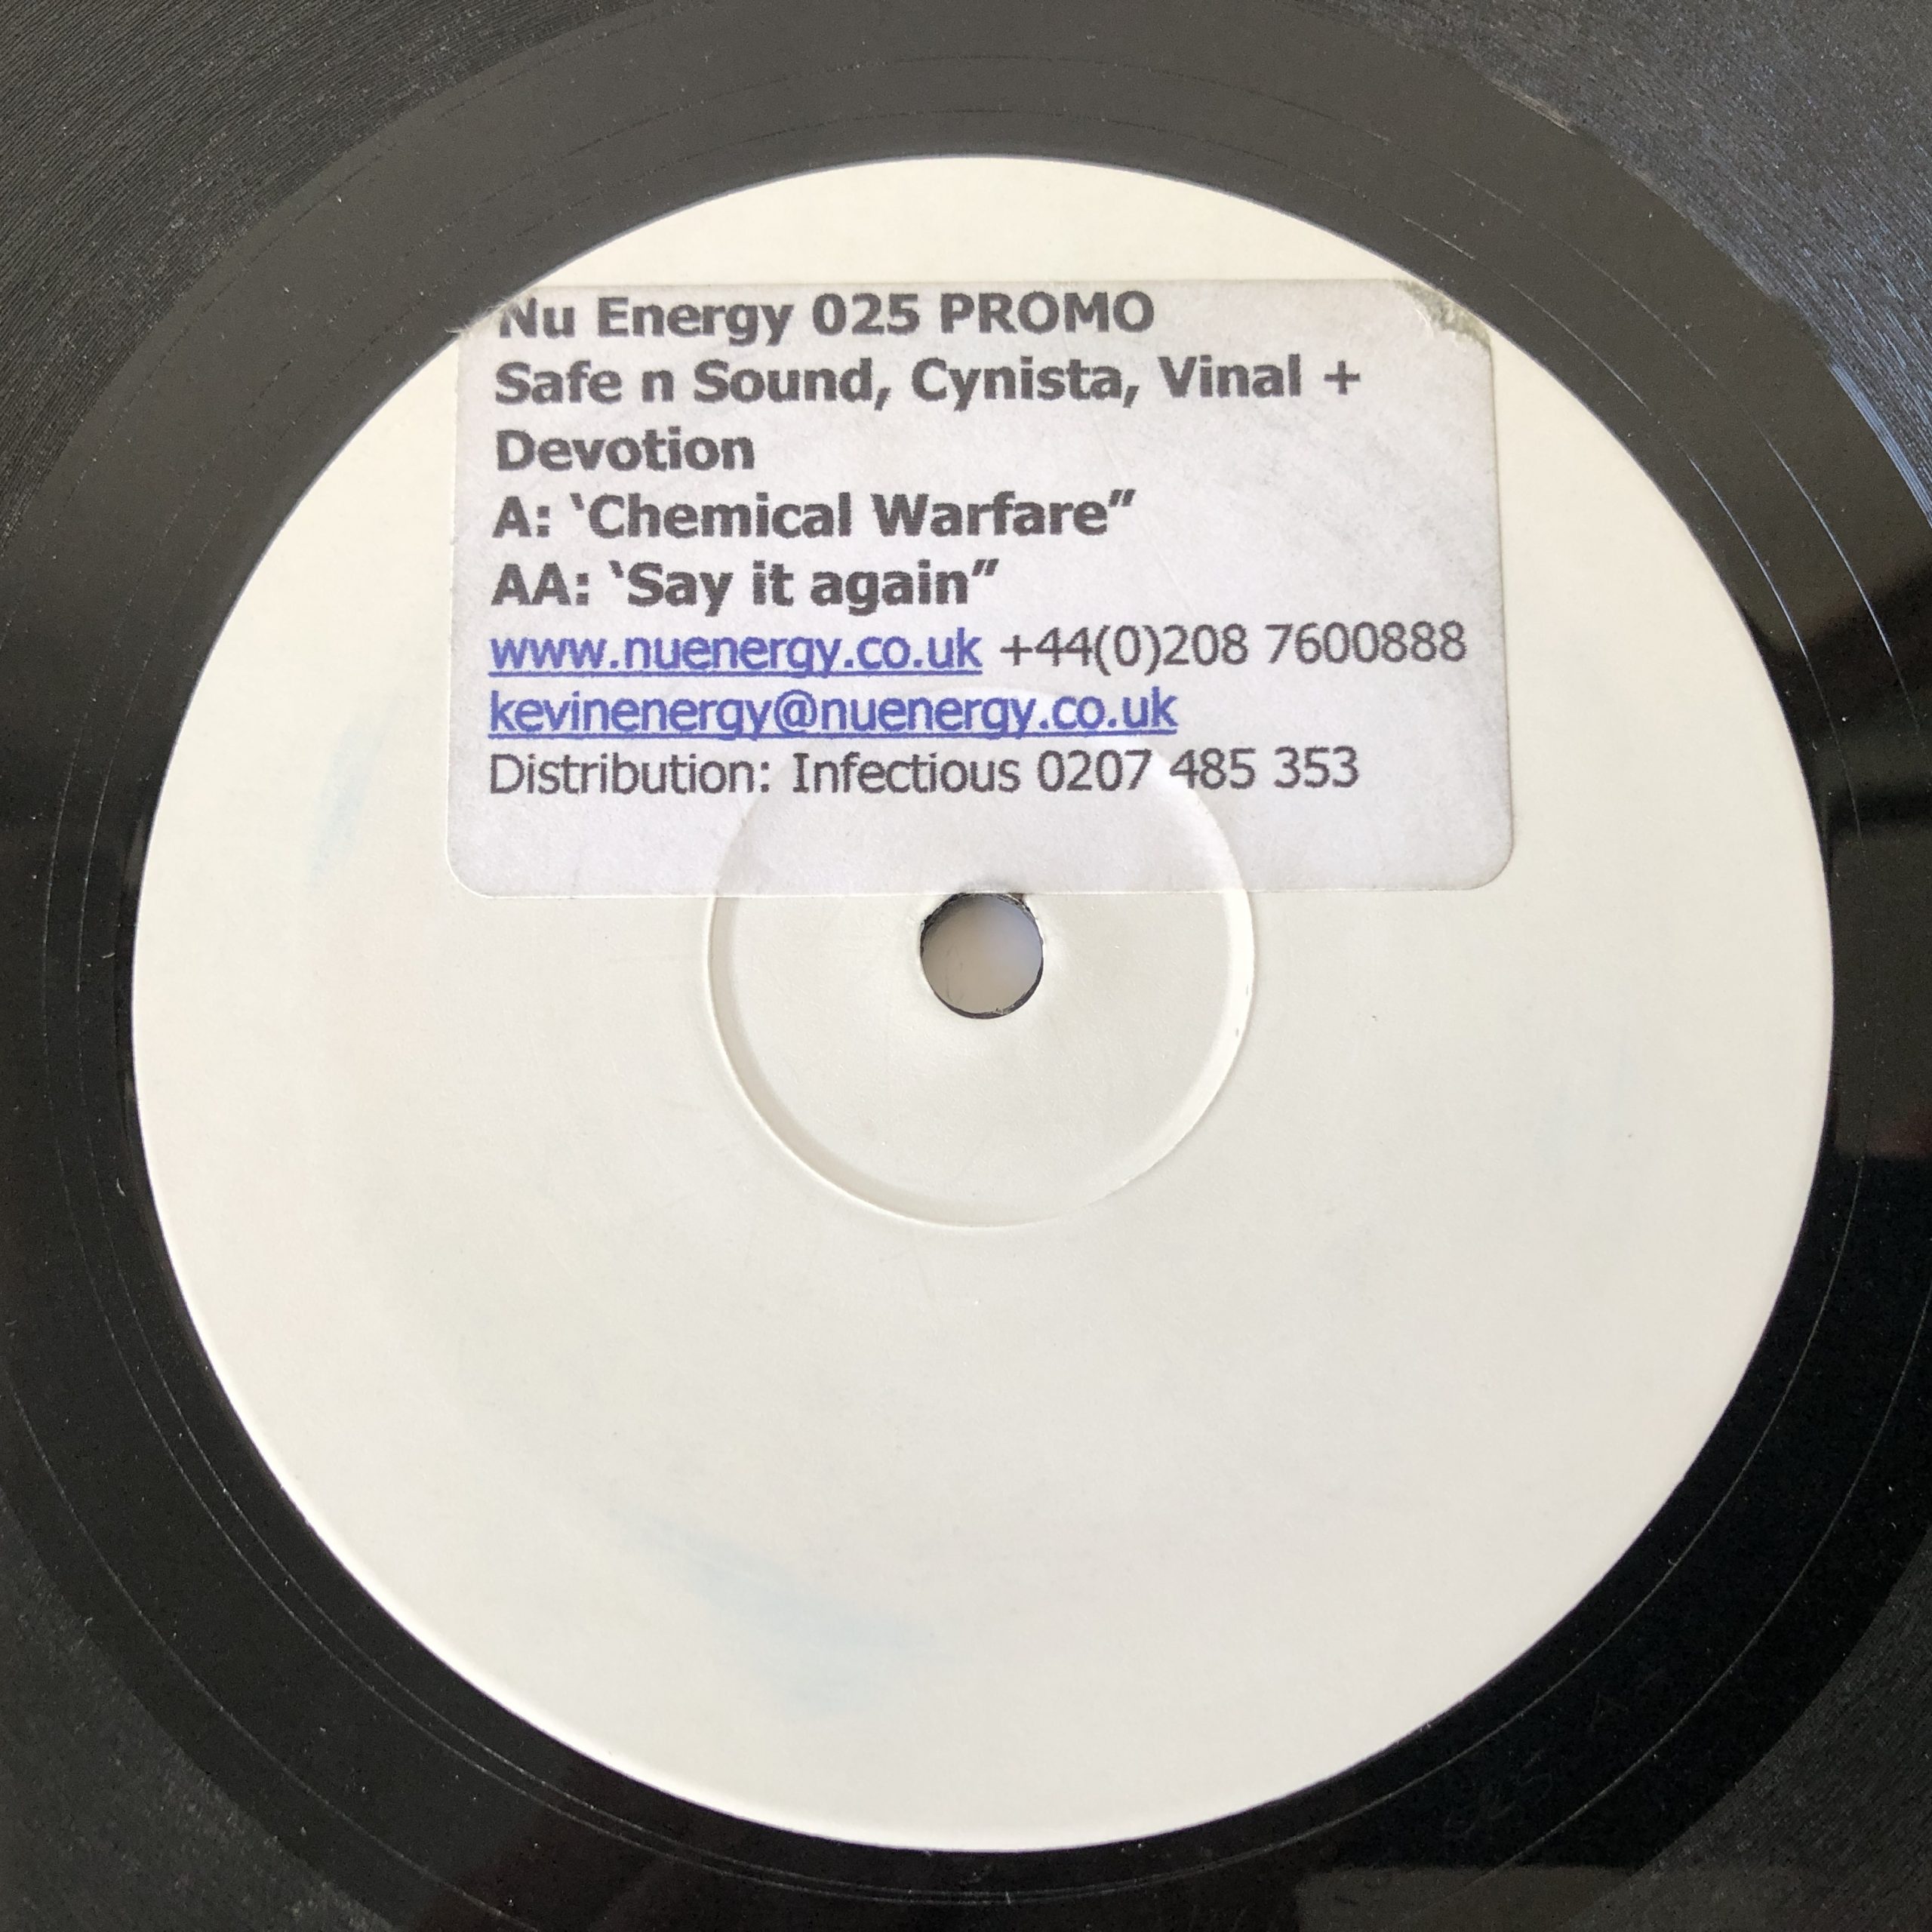 Nu Energy 025 PROMO
Safe n Sound, Cynista, Vinal +
Devotion
A: ‘Chemical Warfare”
AA: ‘Say it again”
www.nuenergy.co.uk +44(0)208 7600888
kevinenergy@nuenergy.co.uk
Distribution: Infectious 0207 485 353